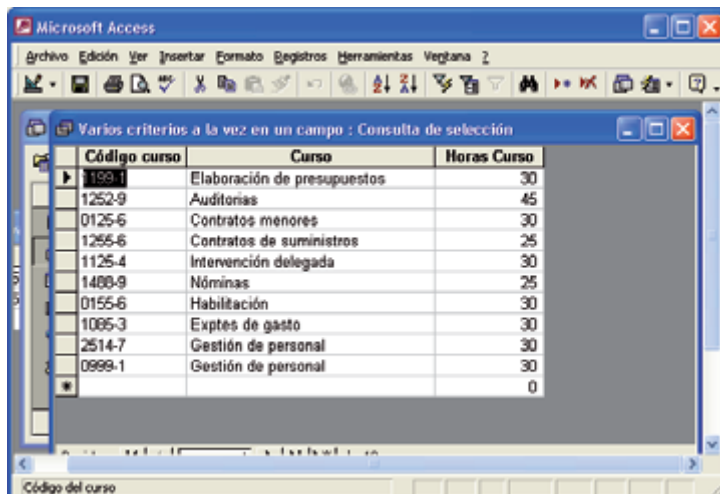 Microsoft Access
Archivo Edición Ver Insertar Formato Registros Herramientas Ventana ?
Varios criterios a la vez en un campo : Consulta de selección
Código curso Curso Horas Curso
1199-1 Elaboración de presupuestos 30
1252-9 Auditorias 45
0125-6 Contratos menores 30
1255-6 Contratos de suministros 25
1125-4 Intervención delegada 30
1488-9 Nóminas 25
0155-6 Habilitación 30
1085-3 Exptes de gasto 30
2514-7 Gestión de personal 30
0999-1 Gestión de personal 30
0
Código del curso